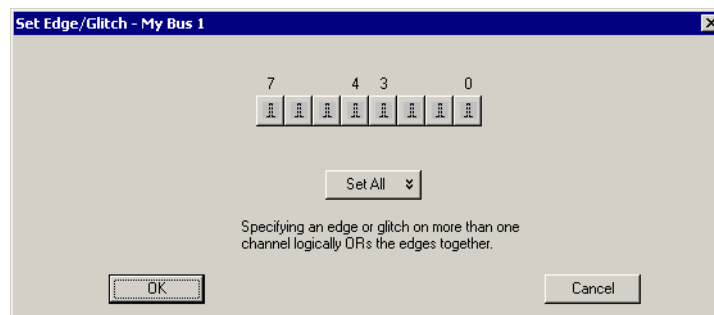 Set Edge/Glitch - My Bus 1
7 4 3 0
Set All
Specifying an edge or glitch on more than one
channel logically ORs the edges together.
OK Cancel